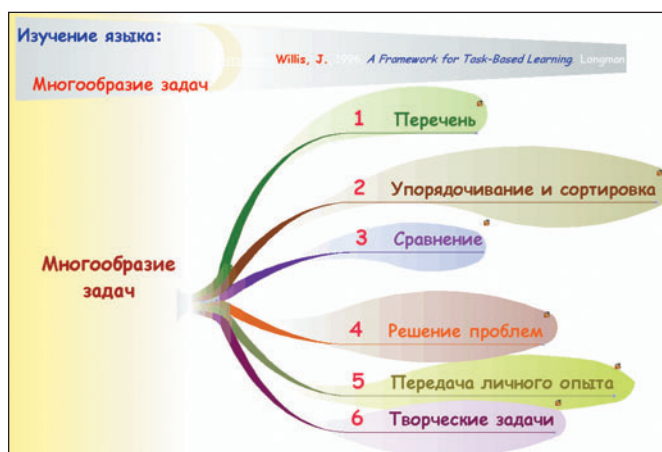 Изучение языка:
Willis, J. 1996. A Framework for Task-Based Learning. Longman
Многообразие задач
1 Перечень
2 Упорядочивание и сортировка
3 Сравнение
Многообразие
задач
4 Решение проблем
5 Передача личного опыта
6 Творческие задачи